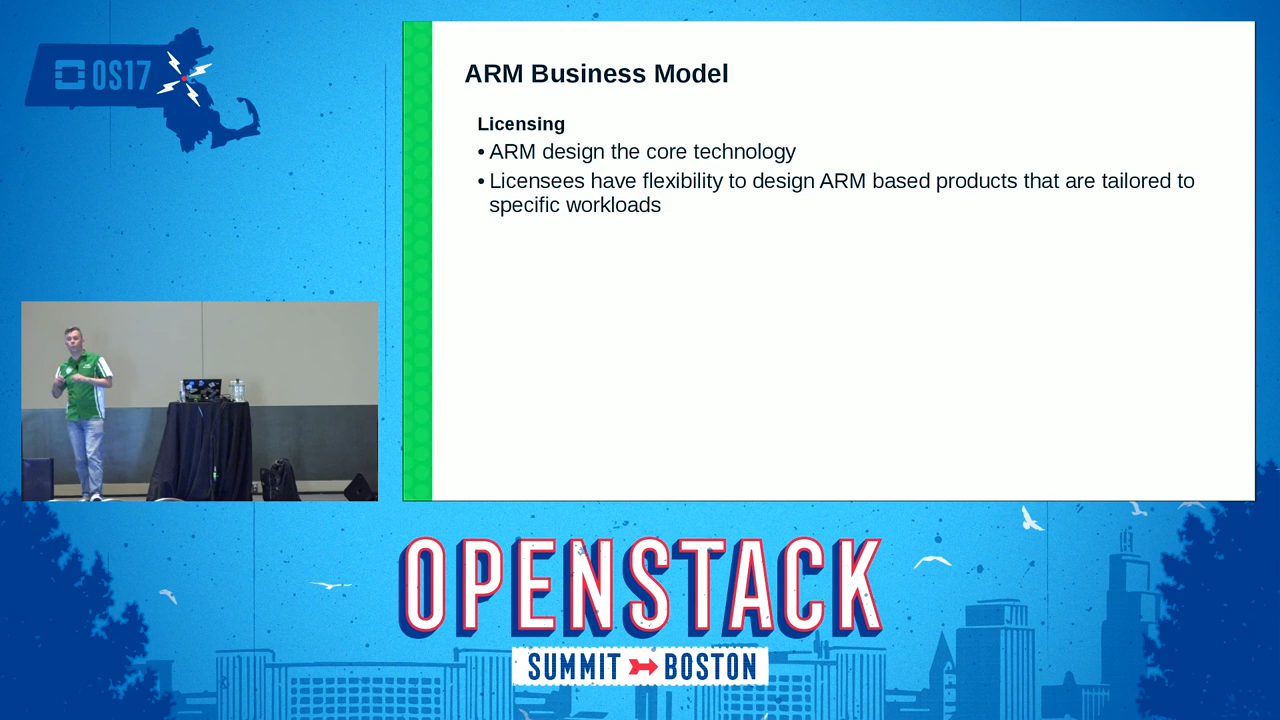 OS17
ARM Business Model
Licensing
• ARM design the core technology
• Licensees have flexibility to design ARM based products that are tailored to
specific workloads
OPENSTACK
SUMMIT BOSTON